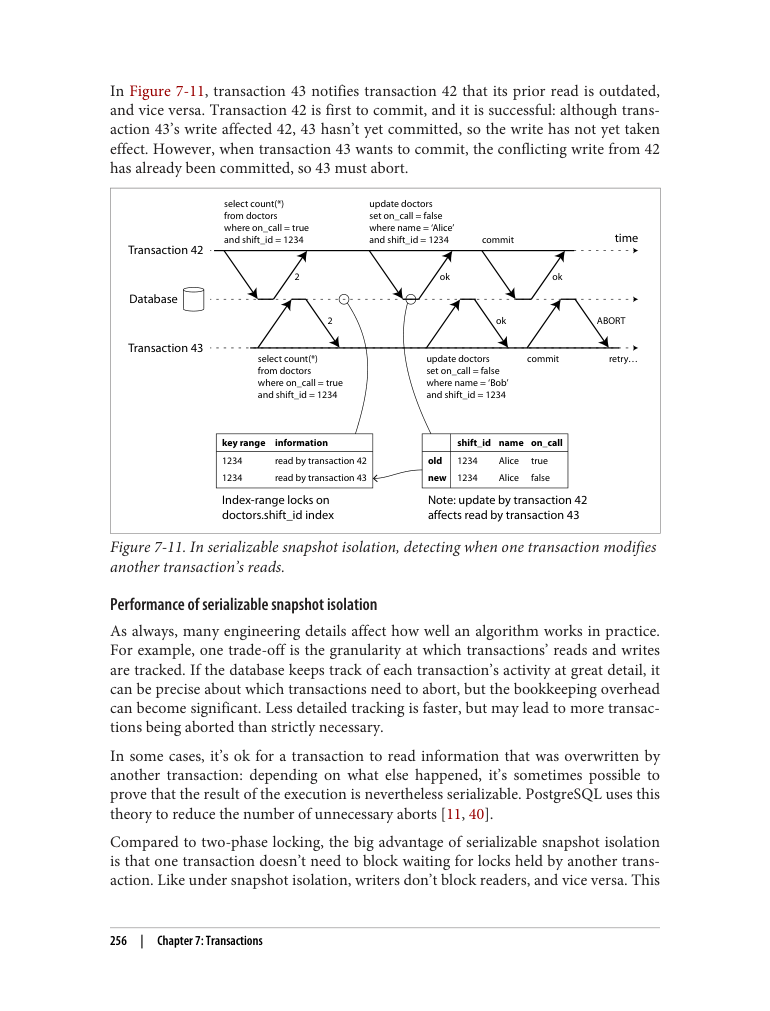 In Figure 7-11, transaction 43 notifies transaction 42 that its prior read is outdated,
and vice versa. Transaction 42 is first to commit, and it is successful: although trans-
action 43’s write affected 42, 43 hasn’t yet committed, so the write has not yet taken
effect. However, when transaction 43 wants to commit, the conflicting write from 42
has already been committed, so 43 must abort.
select count(*)
from doctors
where on_call = true
and shift_id = 1234
update doctors
set on_call = false
where name = ‘Alice’
and shift_id = 1234
commit
time
Transaction 42
2
ok
ok
Database
2
ok
ABORT
Transaction 43
select count(*)
from doctors
where on_call = true
and shift_id = 1234
update doctors
set on_call = false
where name = ‘Bob’
and shift_id = 1234
commit
retry…
key range information
1234 read by transaction 42
1234 read by transaction 43
shift_id name on_call
old 1234 Alice true
new 1234 Alice false
Index-range locks on
doctors.shift_id index
Note: update by transaction 42
affects read by transaction 43
Figure 7-11. In serializable snapshot isolation, detecting when one transaction modifies
another transaction’s reads.
Performance of serializable snapshot isolation
As always, many engineering details affect how well an algorithm works in practice.
For example, one trade-off is the granularity at which transactions’ reads and writes
are tracked. If the database keeps track of each transaction’s activity at great detail, it
can be precise about which transactions need to abort, but the bookkeeping overhead
can become significant. Less detailed tracking is faster, but may lead to more transac-
tions being aborted than strictly necessary.
In some cases, it’s ok for a transaction to read information that was overwritten by
another transaction: depending on what else happened, it’s sometimes possible to
prove that the result of the execution is nevertheless serializable. PostgreSQL uses this
theory to reduce the number of unnecessary aborts [11, 40].
Compared to two-phase locking, the big advantage of serializable snapshot isolation
is that one transaction doesn’t need to block waiting for locks held by another trans-
action. Like under snapshot isolation, writers don’t block readers, and vice versa. This
256 | Chapter 7: Transactions